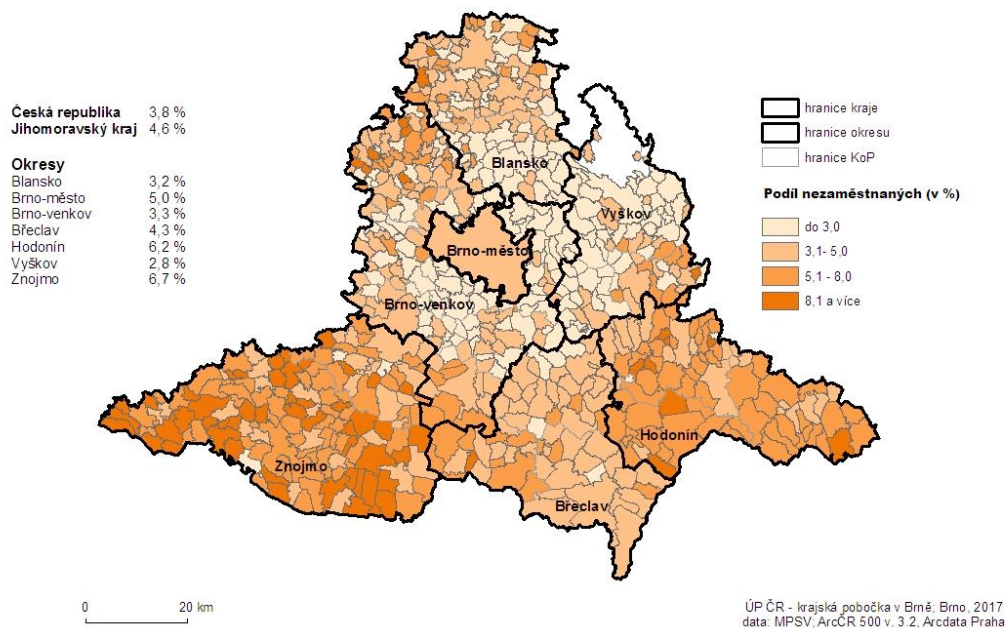 Česká republika 3,8 %
Jihomoravský kraj 4,6 %
Okresy
Blansko 3,2 %
Brno-město 5,0 %
Brno-venkov 3,3 %
Břeclav 4,3 %
Hodonín 6,2 %
Vyškov 2,8 %
Znojmo 6,7 %
Blansko
Vyškov
Brno-město
Brno-venkov
Hodonín
Znojmo
Břeclav
hranice kraje
hranice okresu
hranice KoP
Podíl nezaměstnaných (v %)
do 3,0
3,1- 5,0
5,1 - 8,0
8,1 a více
0 20 km
ÚP ČR - krajská pobočka v Brně; Brno, 2017
data: MPSV; ArcČR 500 v. 3.2, Arcdata Praha